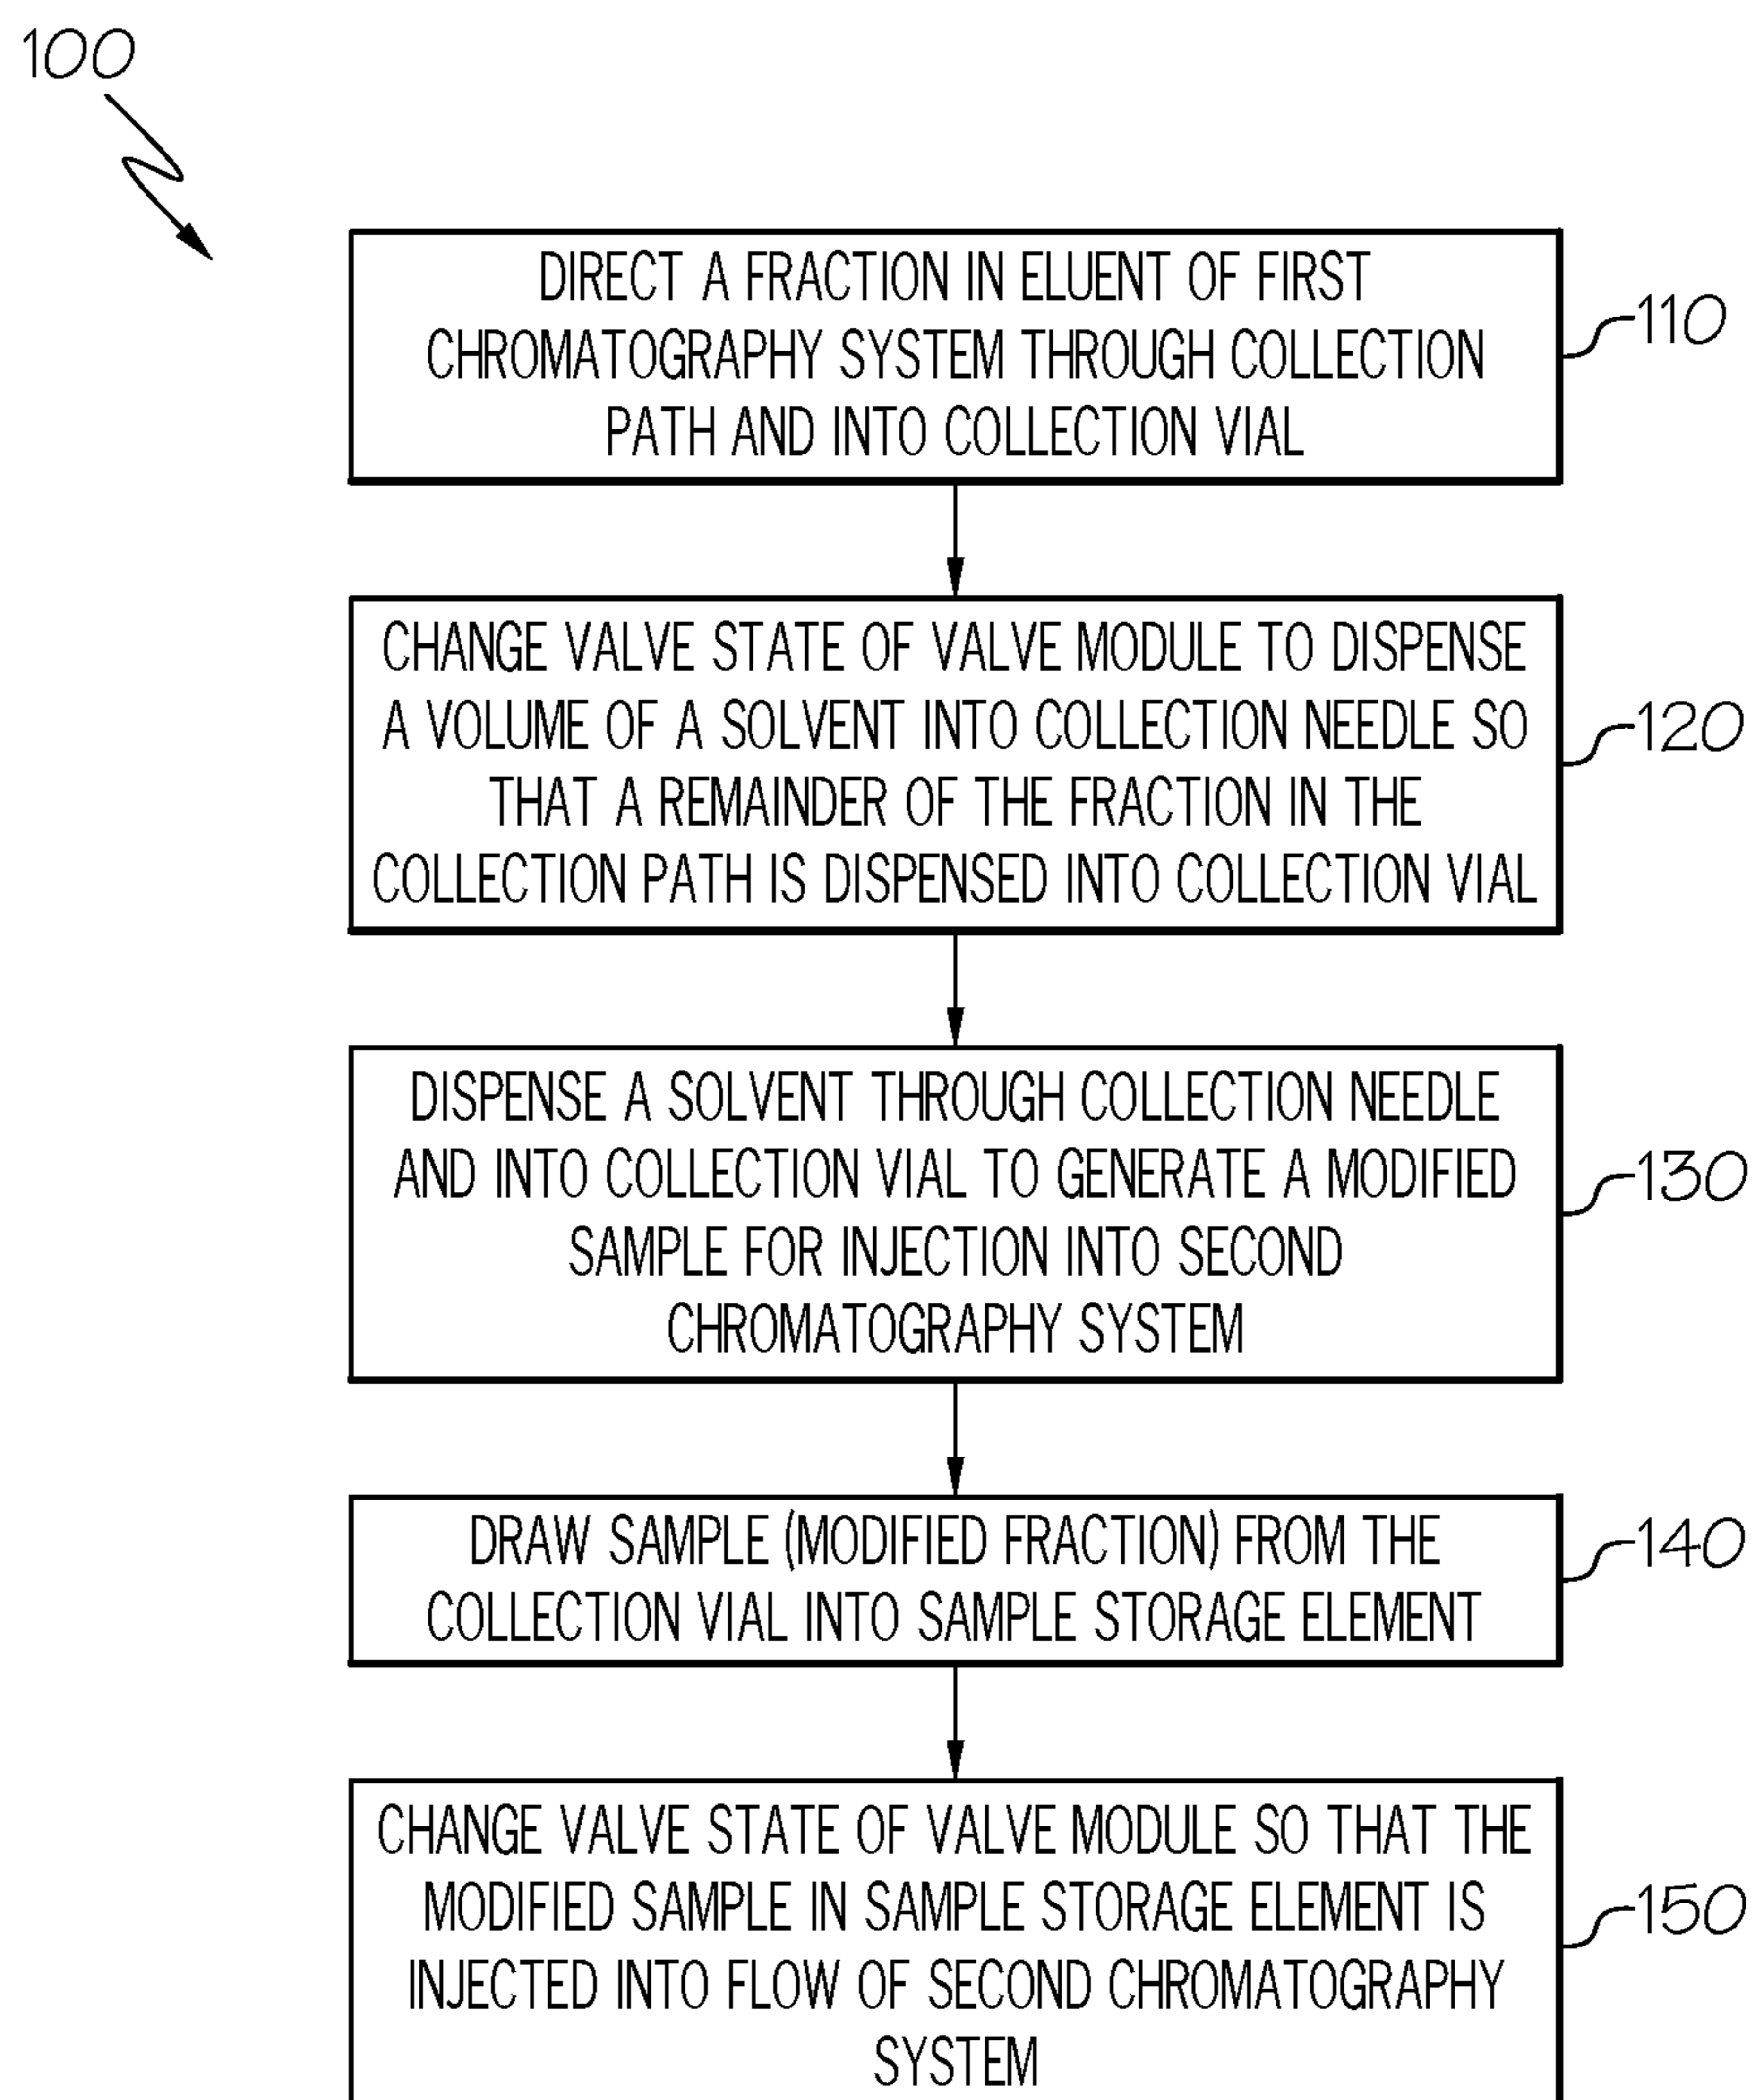 100
DIRECT A FRACTION IN ELUENT OF FIRST
CHROMATOGRAPHY SYSTEM THROUGH COLLECTION
PATH AND INTO COLLECTION VIAL
110
CHANGE VALVE STATE OF VALVE MODULE TO DISPENSE
A VOLUME OF A SOLVENT INTO COLLECTION NEEDLE SO
THAT A REMAINDER OF THE FRACTION IN THE
COLLECTION PATH IS DISPENSED INTO COLLECTION VIAL
120
DISPENSE A SOLVENT THROUGH COLLECTION NEEDLE
AND INTO COLLECTION VIAL TO GENERATE A MODIFIED
SAMPLE FOR INJECTION INTO SECOND
CHROMATOGRAPHY SYSTEM
130
DRAW SAMPLE (MODIFIED FRACTION) FROM THE
COLLECTION VIAL INTO SAMPLE STORAGE ELEMENT
140
CHANGE VALVE STATE OF VALVE MODULE SO THAT THE
MODIFIED SAMPLE IN SAMPLE STORAGE ELEMENT IS
INJECTED INTO FLOW OF SECOND CHROMATOGRAPHY
SYSTEM
150